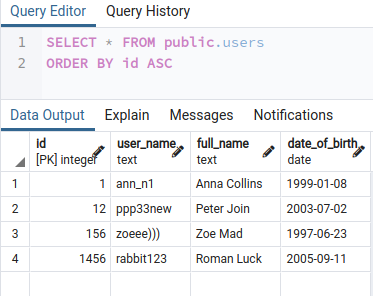 Query Editor Query History
1 SELECT * FROM public.users
2 ORDER BY id ASC
Data Output Explain Messages Notifications
id user_name full_name date_of_birth
[PK] integer text text date
1 1 ann_n1 Anna Collins 1999-01-08
2 12 ppp33new Peter Join 2003-07-02
3 156 zoeee))) Zoe Mad 1997-06-23
4 1456 rabbit123 Roman Luck 2005-09-11